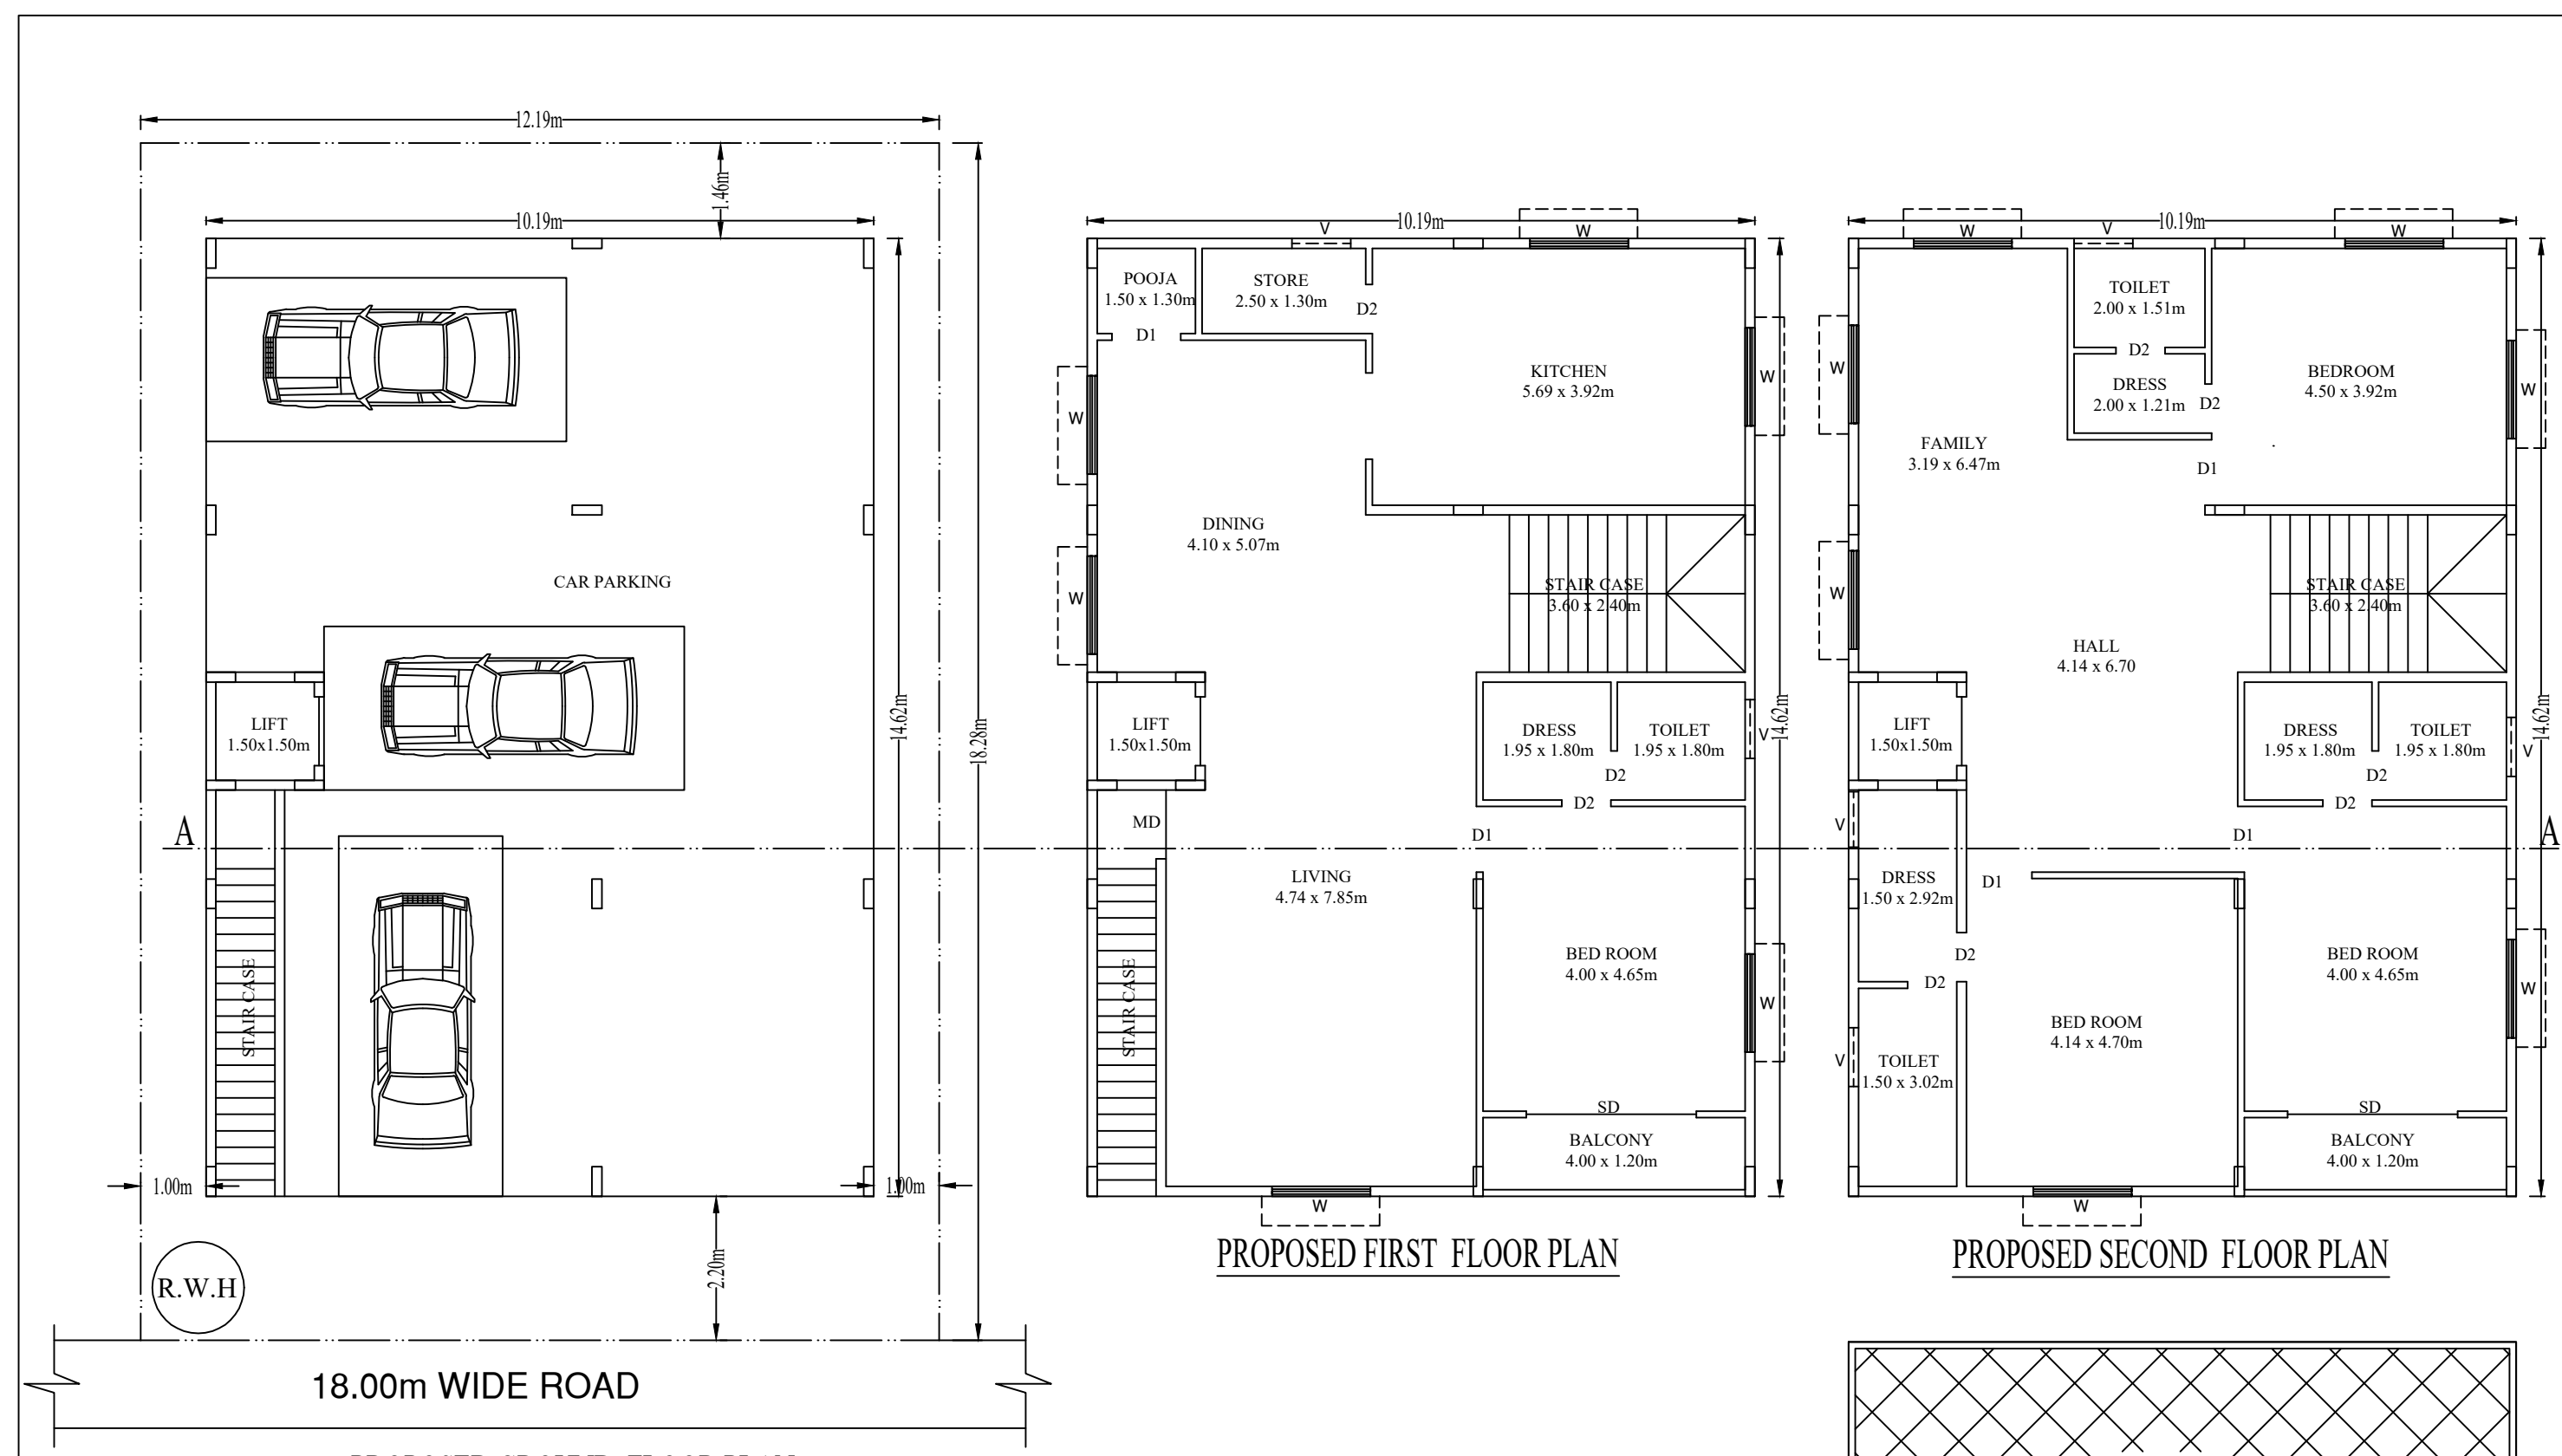 12.19m
1.46m
10.19m
CAR PARKING
LIFT
1.50x1.50m
14.62m
18.28m
A
STAIR CASE
1.00m
1.00m
2.20m
R.W.H
18.00m WIDE ROAD
10.19m
V
W
POOJA
1.50 x 1.30m
STORE
2.50 x 1.30m
D2
D1
KITCHEN
5.69 x 3.92m
W
W
DINING
4.10 x 5.07m
W
STAIR CASE
3.60 x 2.40m
LIFT
1.50x1.50m
DRESS
1.95 x 1.80m
TOILET
1.95 x 1.80m
V
14.62m
D2
D2
MD
D1
LIVING
4.74 x 7.85m
STAIR CASE
BED ROOM
4.00 x 4.65m
W
SD
BALCONY
4.00 x 1.20m
W
PROPOSED FIRST FLOOR PLAN
10.19m
W
V
W
TOILET
2.00 x 1.51m
D2
DRESS
2.00 x 1.21m
D2
BEDROOM
4.50 x 3.92m
W
W
FAMILY
3.19 x 6.47m
D1
W
STAIR CASE
3.60 x 2.40m
HALL
4.14 x 6.70
LIFT
1.50x1.50m
DRESS
1.95 x 1.80m
TOILET
1.95 x 1.80m
V
14.62m
D2
D2
V
D1
A
DRESS
1.50 x 2.92m
D1
D2
D2
BED ROOM
4.00 x 4.65m
W
BED ROOM
4.14 x 4.70m
V
TOILET
1.50 x 3.02m
SD
BALCONY
4.00 x 1.20m
W
PROPOSED SECOND FLOOR PLAN